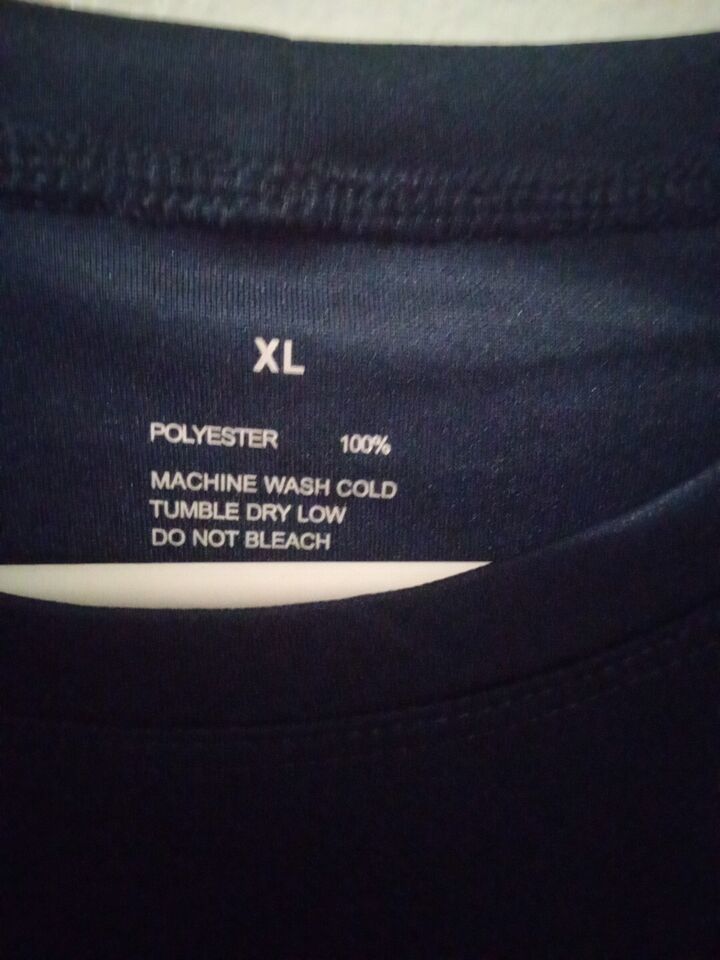 XL
POLYESTER 100%
MACHINE WASH COLD
TUMBLE DRY LOW
DO NOT BLEACH